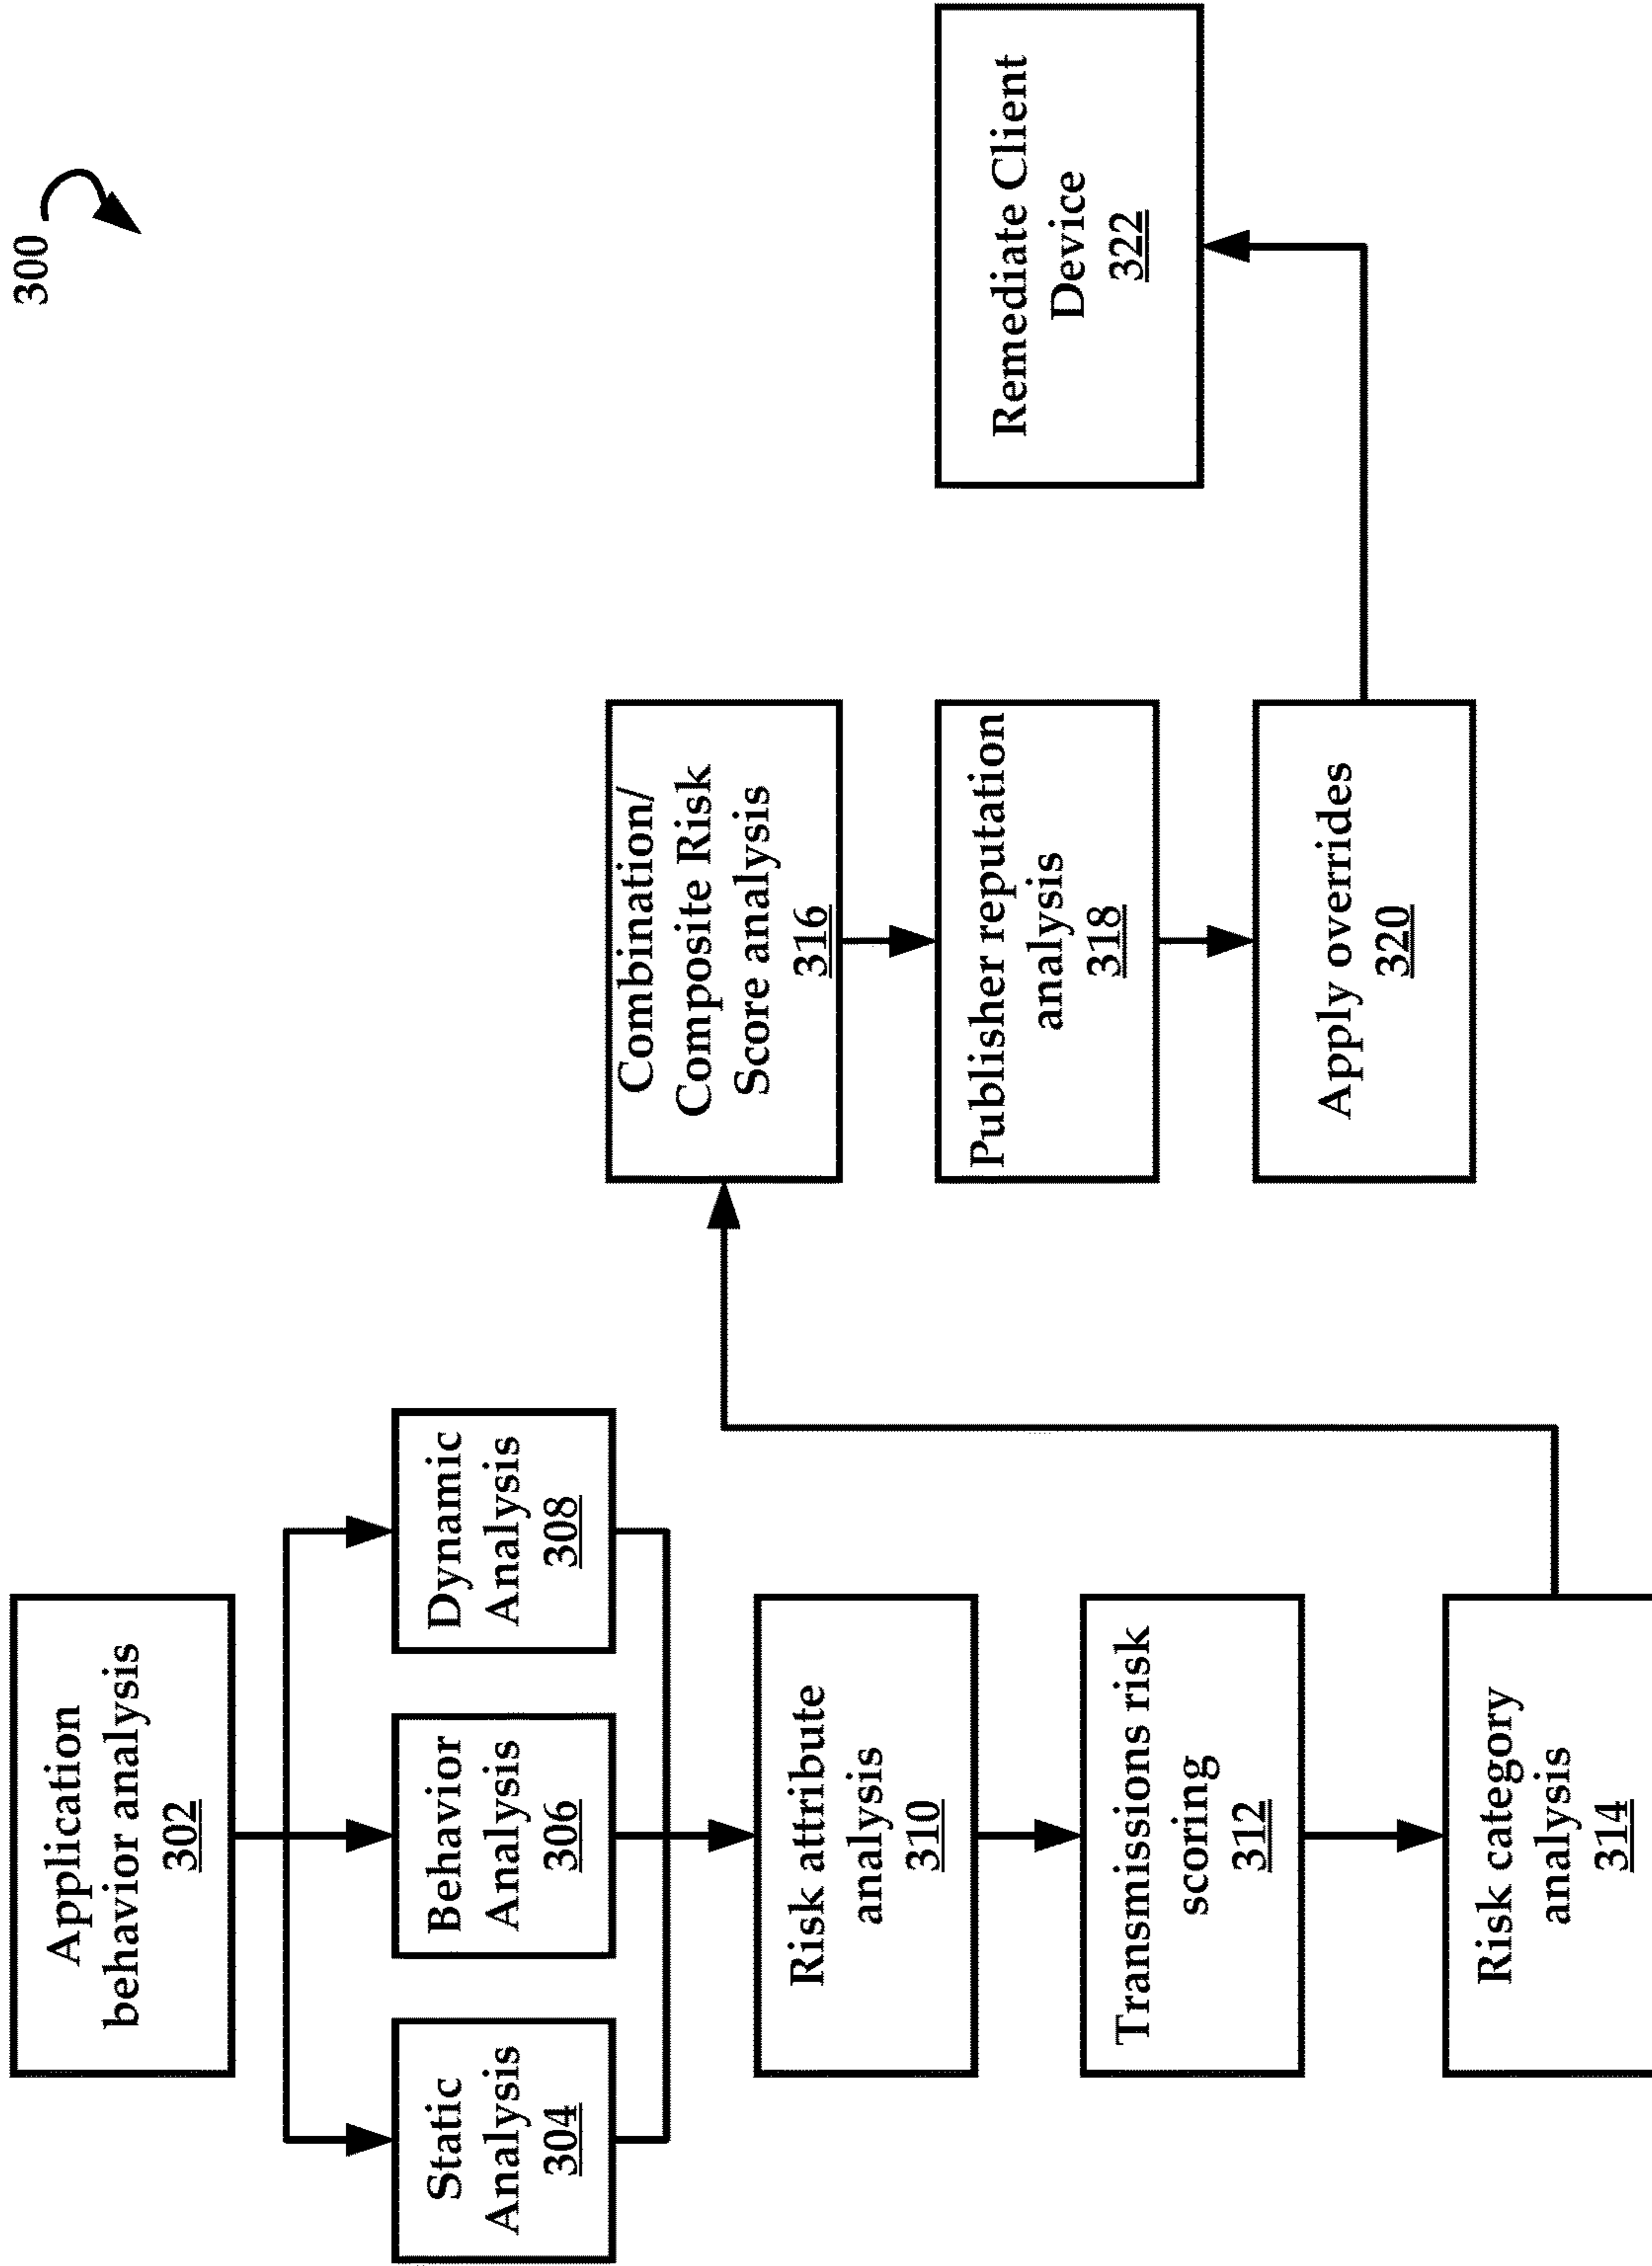 300
Application
behavior analysis
302
Static
Analysis
304
Behavior
Analysis
306
Dynamic
Analysis
308
Risk attribute
analysis
310
Transmissions risk
scoring
312
Risk category
analysis
314
Combination/
Composite Risk
Score analysis
316
Publisher reputation
analysis
318
Apply overrides
320
Remediate Client
Device
322